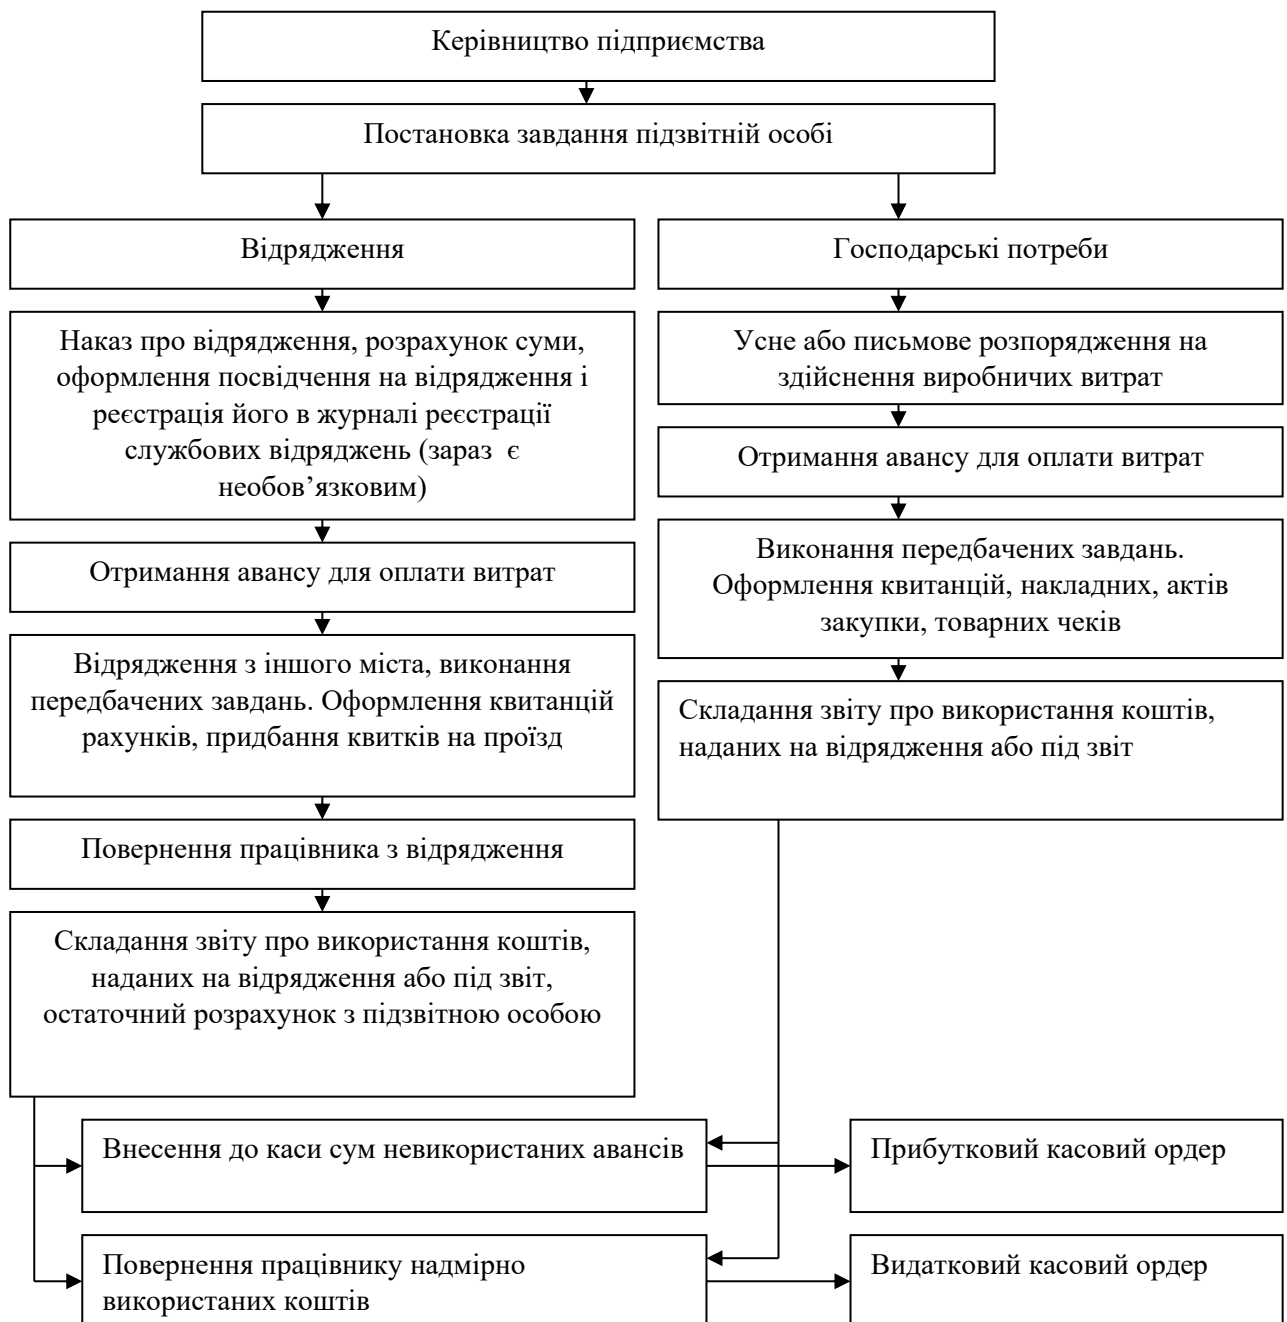 Керівництво підприємства
Постановка завдання підзвітній особі
Відрядження
Наказ про відрядження, розрахунок суми,
оформлення посвідчення на відрядження і
реєстрація його в журналі реєстрації
службових відряджень (зараз  є
необов’язковим)
Отримання авансу для оплати витрат
Відрядження з іншого міста, виконання
передбачених завдань. Оформлення квитанцій
рахунків, придбання квитків на проїзд
Повернення працівника з відрядження
Складання звіту про використання коштів,
наданих на відрядження або під звіт,
остаточний розрахунок з підзвітною особою
Господарські потреби
Усне або письмове розпорядження на
здійснення виробничих витрат
Отримання авансу для оплати витрат
Виконання передбачених завдань.
Оформлення квитанцій, накладних, актів
закупки, товарних чеків
Складання звіту про використання коштів,
наданих на відрядження або під звіт
Внесення до каси сум невикористаних авансів
Прибутковий касовий ордер
Повернення працівнику надмірно
використаних коштів
Видатковий касовий ордер